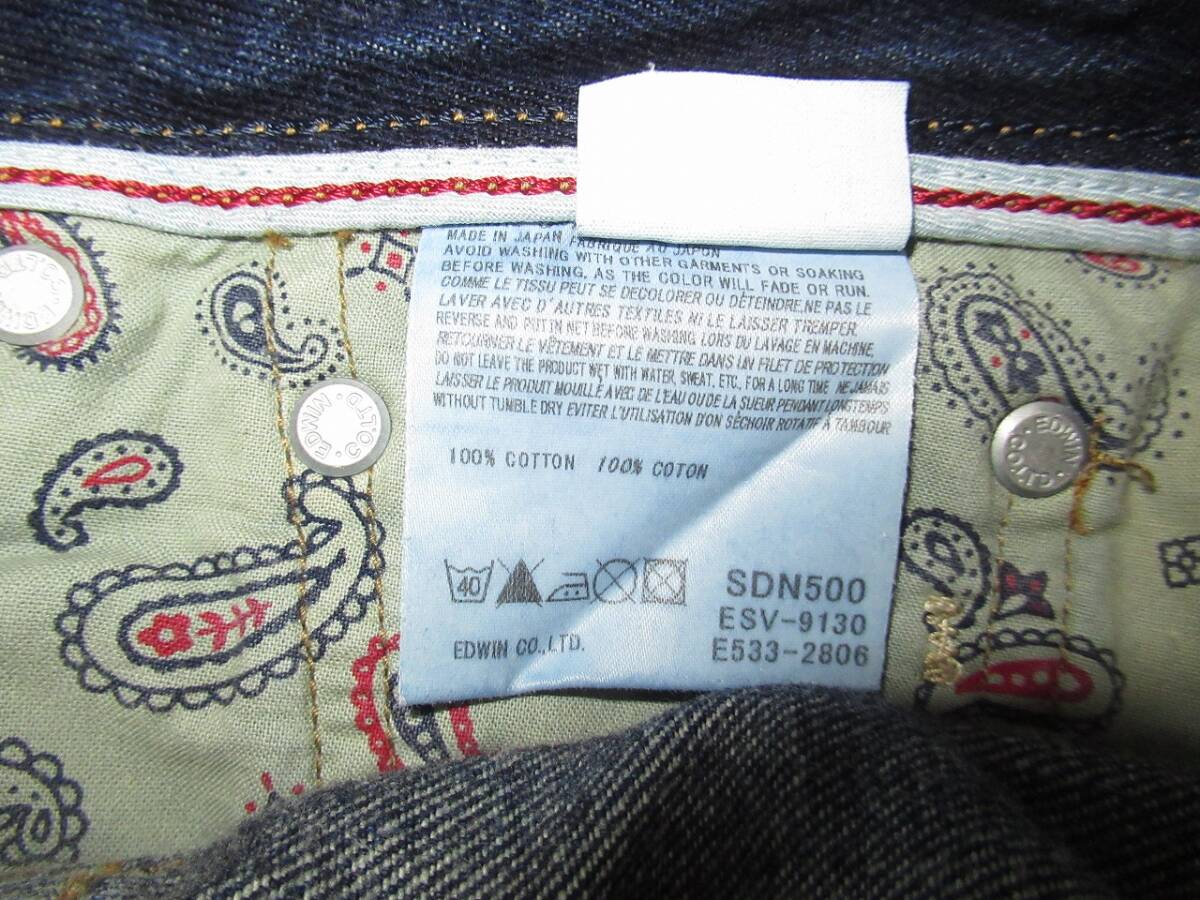 MADE IN JAPAN FABRIQUE AU JAPON
AVOID WASHING WITH OTHER GARMENTS OR SOAKING
BEFORE WASHING, AS THE COLOR WILL FADE OR RUN.
COMME LE TISSU PEUT SE DECOLORER OU DÉTEINDRE,NE PAS LE
LAVER AVEC D'AUTRES TEXTILES NI LE LAISSER TREMPER,
REVERSE AND PUT IN NET BEFORE WASHING, LORS DU LAVAGE EN MACHINE,
RETOURNER LE VÊTEMENT ET LE METTRE DANS UN FILET DE PROTECTION
DO NOT LEAVE THE PRODUCT WET WITH WATER, SWEAT, ETC., FOR A LONG TIME NE JAMAIS
LAISSER LE PRODUIT MOUILLÉ AVEC DE L'EAU OU DE LA SUEUR PENDANT LONGTEMPS
WITHOUT TUMBLE DRY EVITER L'UTILISATION D'ON SÈCHOIR ROTATIF À TAMBOUR
100% COTTON 100% COTON
40
SDN500
ESV-9130
EDWIN CO.,LTD.
E533-2806
EDWIN CO.LTD.
EDWIN CO.LTD